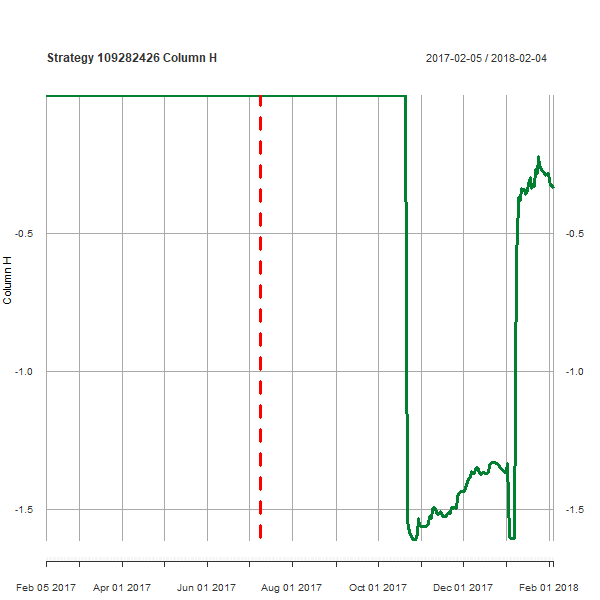 Strategy 109282426 Column H
2017-02-05 / 2018-02-04
Column H
-0.5
-0.5
-1.0
-1.0
-1.5
-1.5
Feb 05 2017
Apr 01 2017
Jun 01 2017
Aug 01 2017
Oct 01 2017
Dec 01 2017
Feb 01 2018